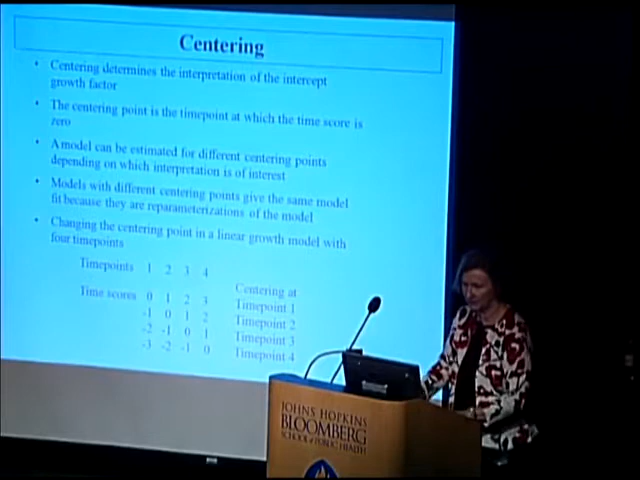 Centering
• Centering determines the interpretation of the intercept
growth factor
• The centering point is the timepoint at which the time score is
zero
• A model can be estimated for different centering points
depending on which interpretation is of interest
• Models with different centering points give the same model
fit because they are reparameterizations of the model
• Changing the centering point in a linear growth model with
four timepoints
Timepoints 1 2 3 4
Centering at
Time scores 0 1 2 3 Timepoint 1
-1 0 1 2 Timepoint 2
-2 -1 0 1 Timepoint 3
-3 -2 -1 0 Timepoint 4
JOHNS HOPKINS
BLOOMBERG
SCHOOL of PUBLIC HEALTH